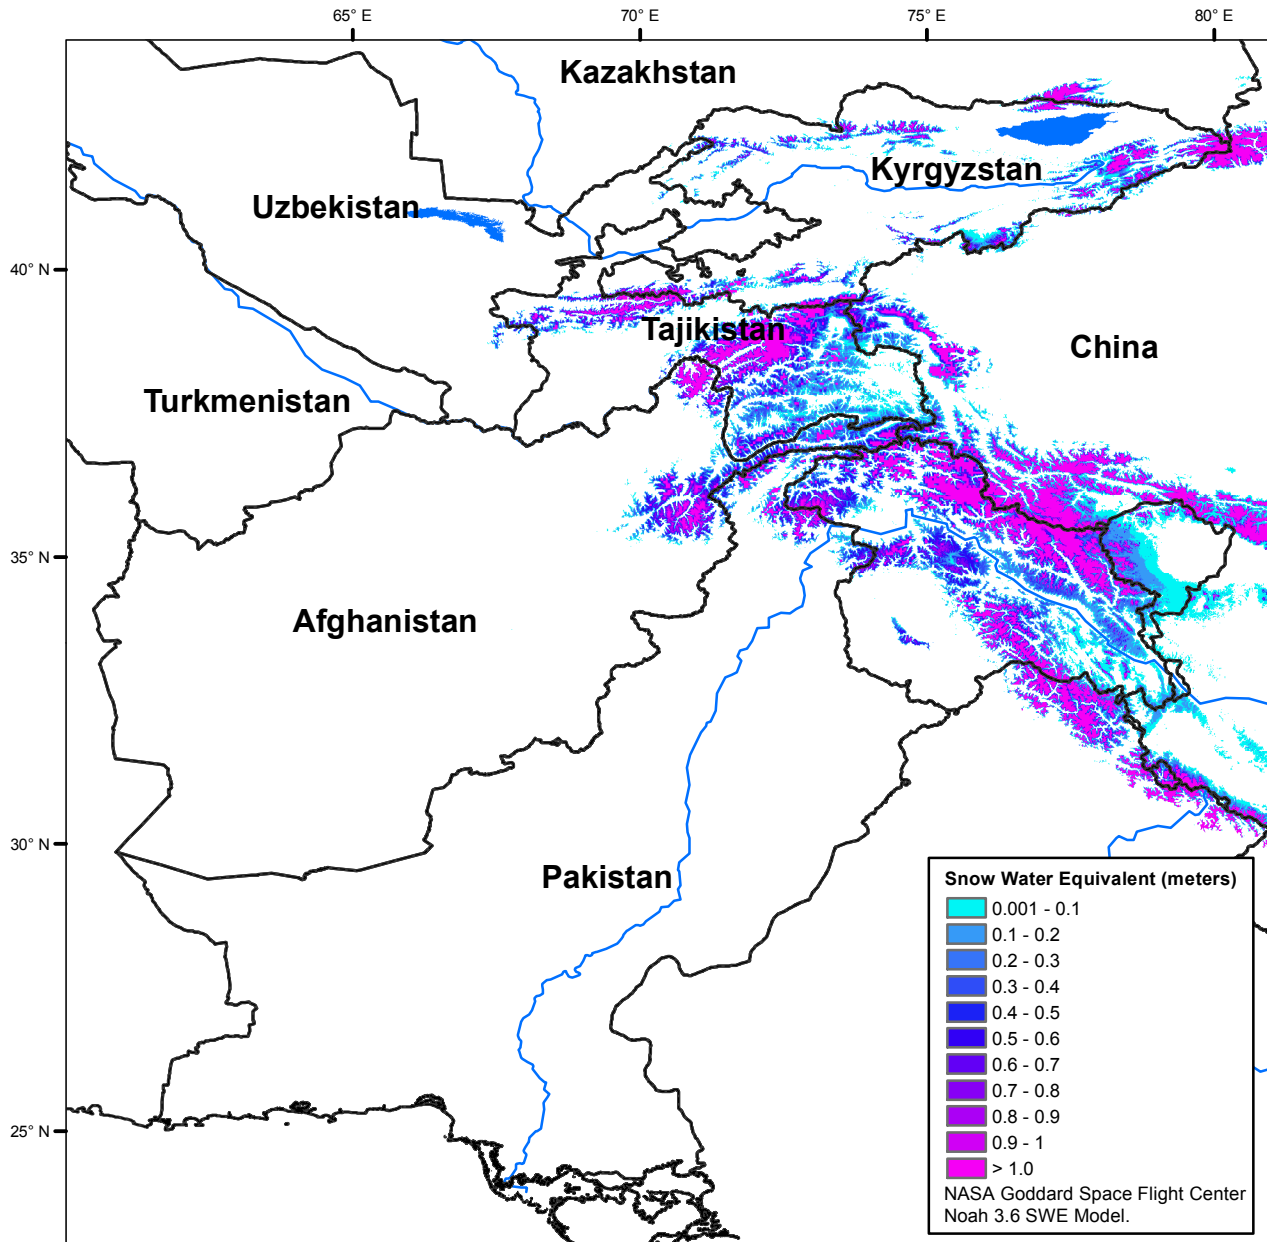 65° E
70° E
75° E
80° E
Kazakhstan
Kyrgyzstan
Uzbekistan
40° N
Tajikistan
China
Turkmenistan
35° N
Afghanistan
30° N
Pakistan
25° N
Snow Water Equivalent (meters)
0.001 - 0.1
0.1 - 0.2
0.2 - 0.3
0.3 - 0.4
0.4 - 0.5
0.5 - 0.6
0.6 - 0.7
0.7 - 0.8
0.8 - 0.9
0.9 - 1
> 1.0
NASA Goddard Space Flight Center
Noah 3.6 SWE Model.